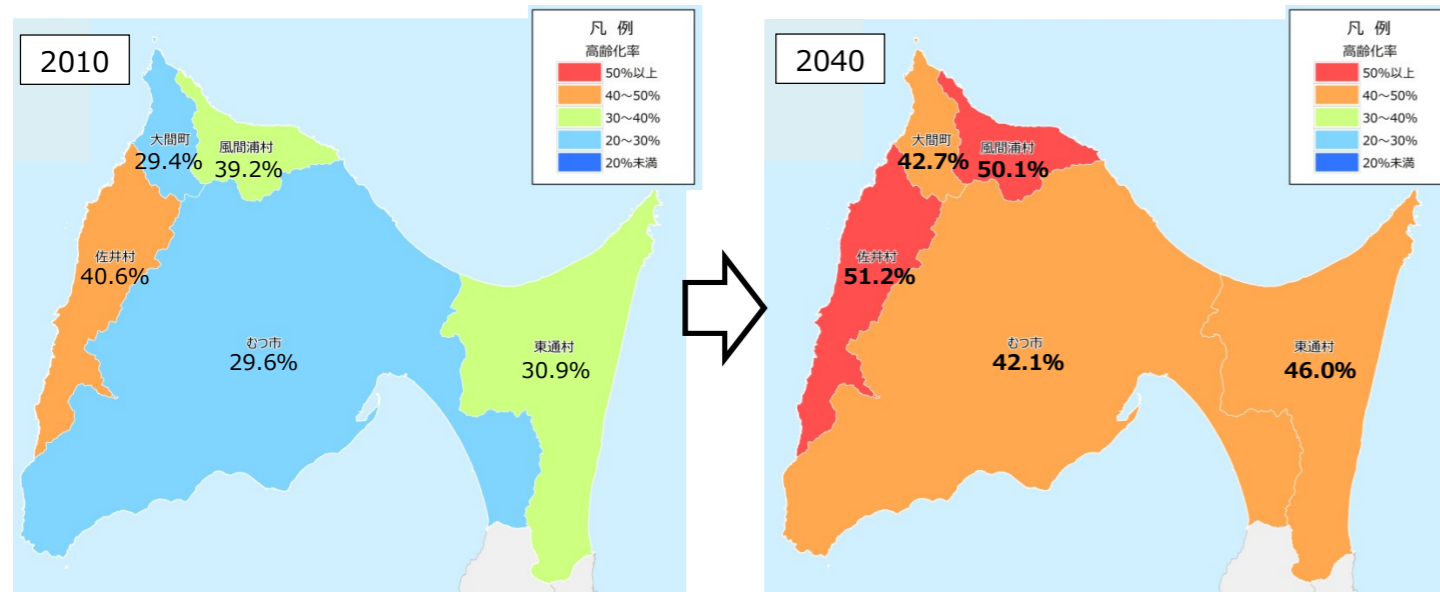 2010
凡 例
高齢化率
50%以上
40～50%
30～40%
20～30%
20%未満
大間町
29.4%
風間浦村
39.2%
佐井村
40.6%
むつ市
29.6%
東通村
30.9%
2040
凡 例
高齢化率
50%以上
40～50%
30～40%
20～30%
20%未満
大間町
42.7%
風間浦村
50.1%
佐井村
51.2%
むつ市
42.1%
東通村
46.0%